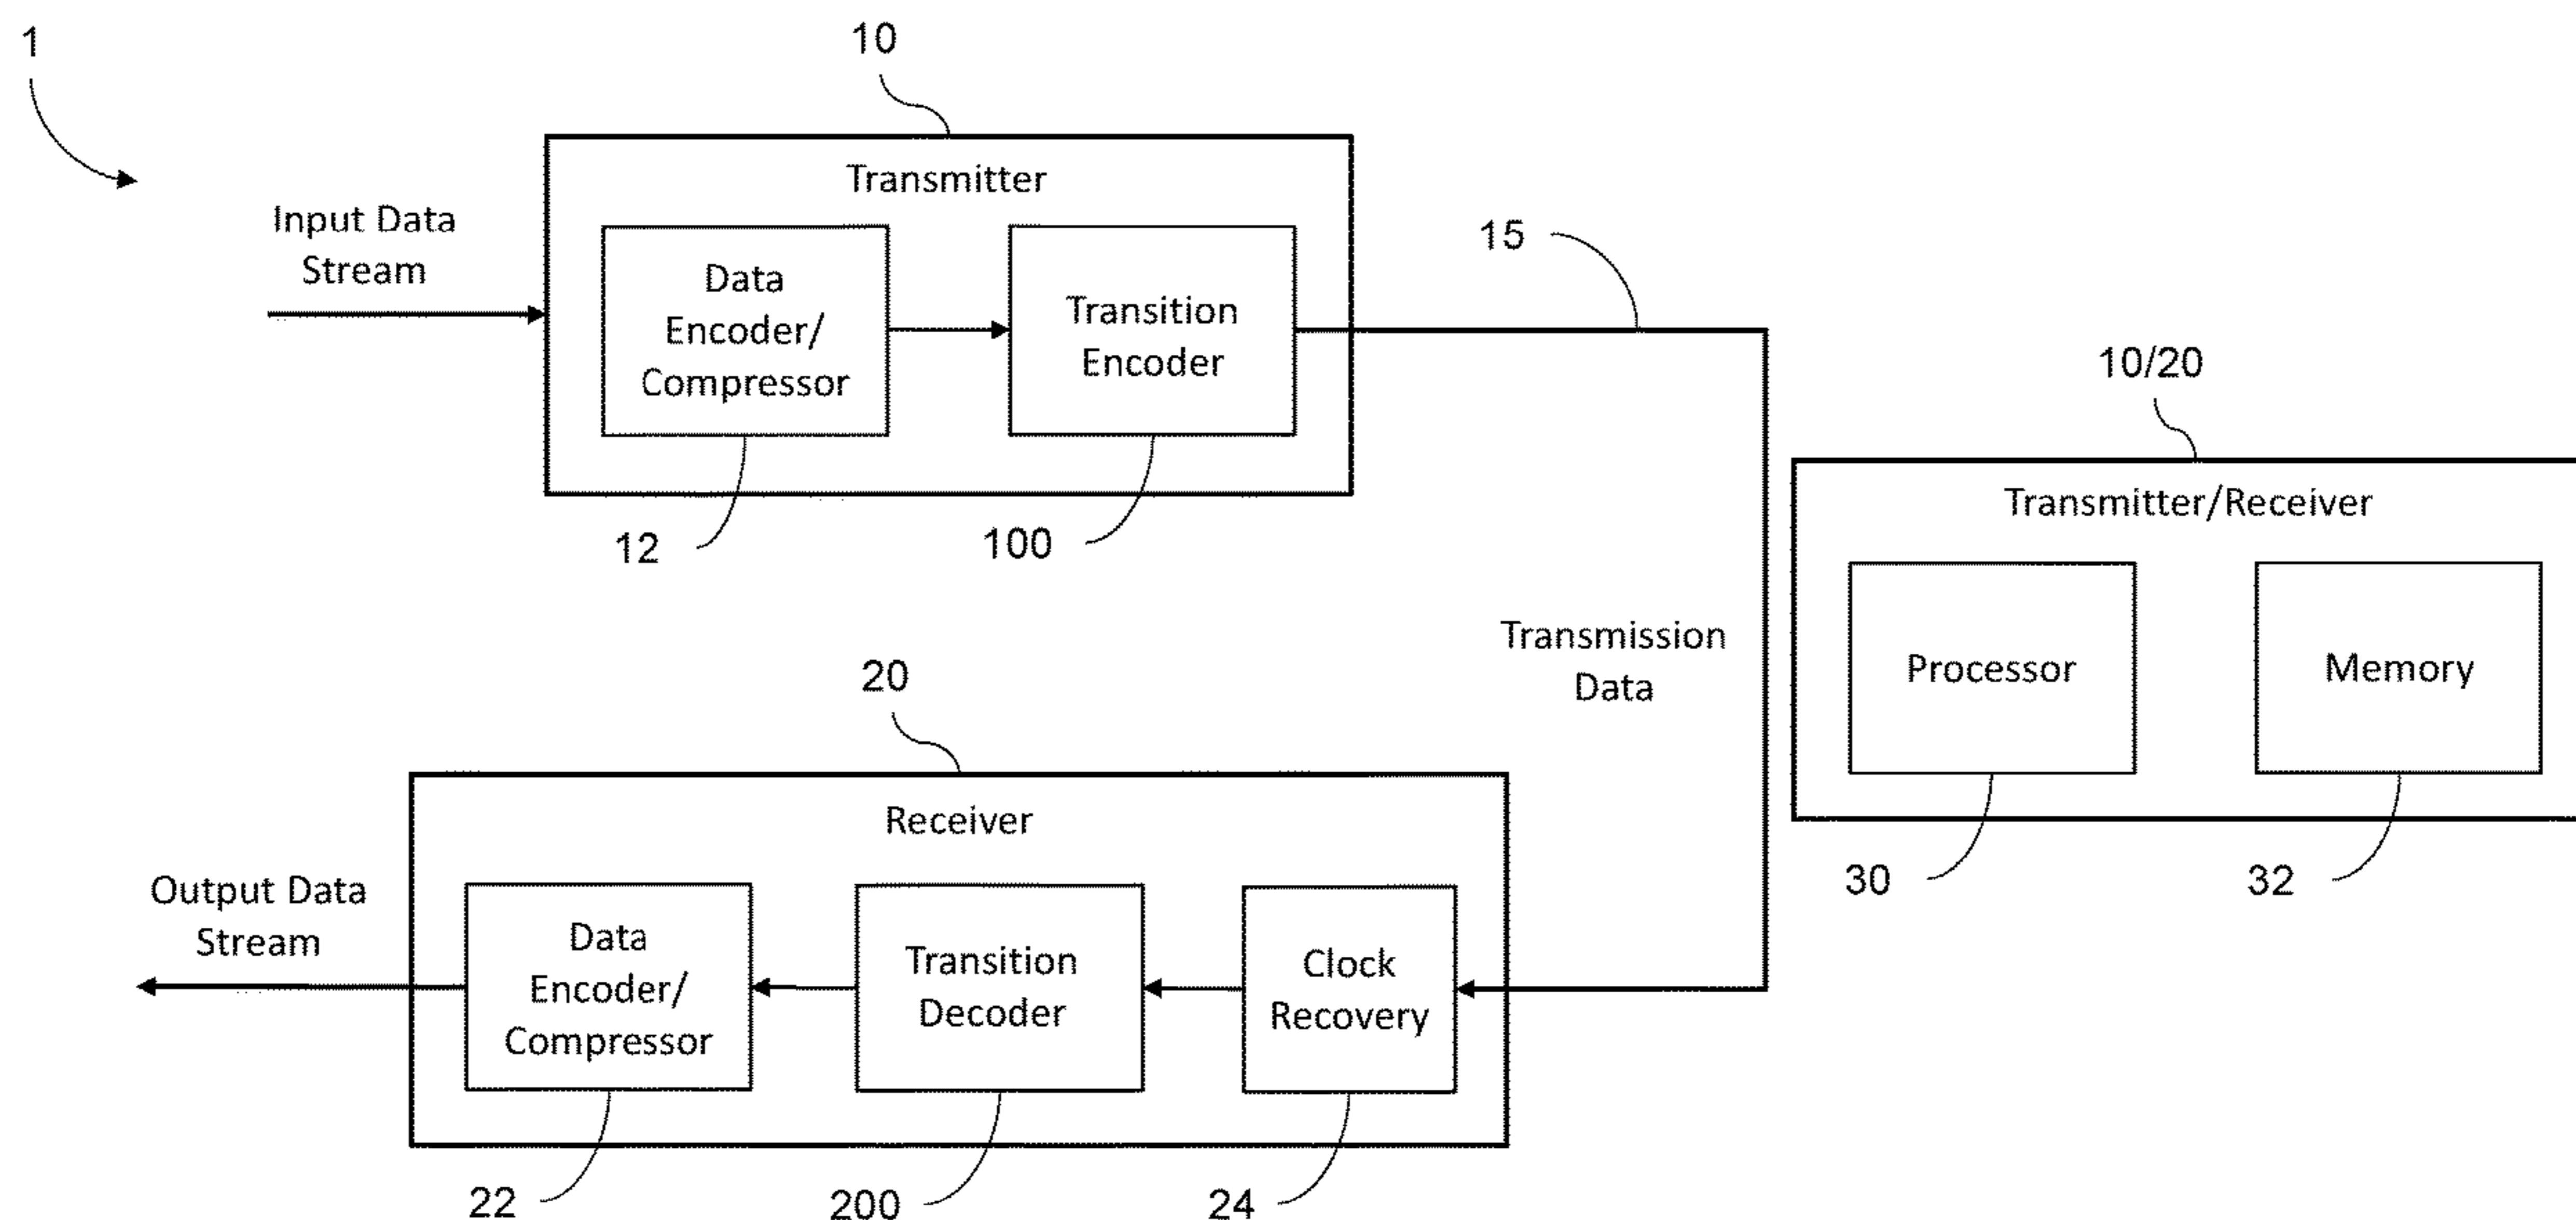 1
10
Transmitter
Input Data
Stream
Data
Encoder/
Compressor
Transition
Encoder
12
100
15
Transmission
Data
10/20
Transmitter/Receiver
Processor
Memory
30
32
20
Receiver
Output Data
Stream
Data
Encoder/
Compressor
Transition
Decoder
Clock
Recovery
22
200
24